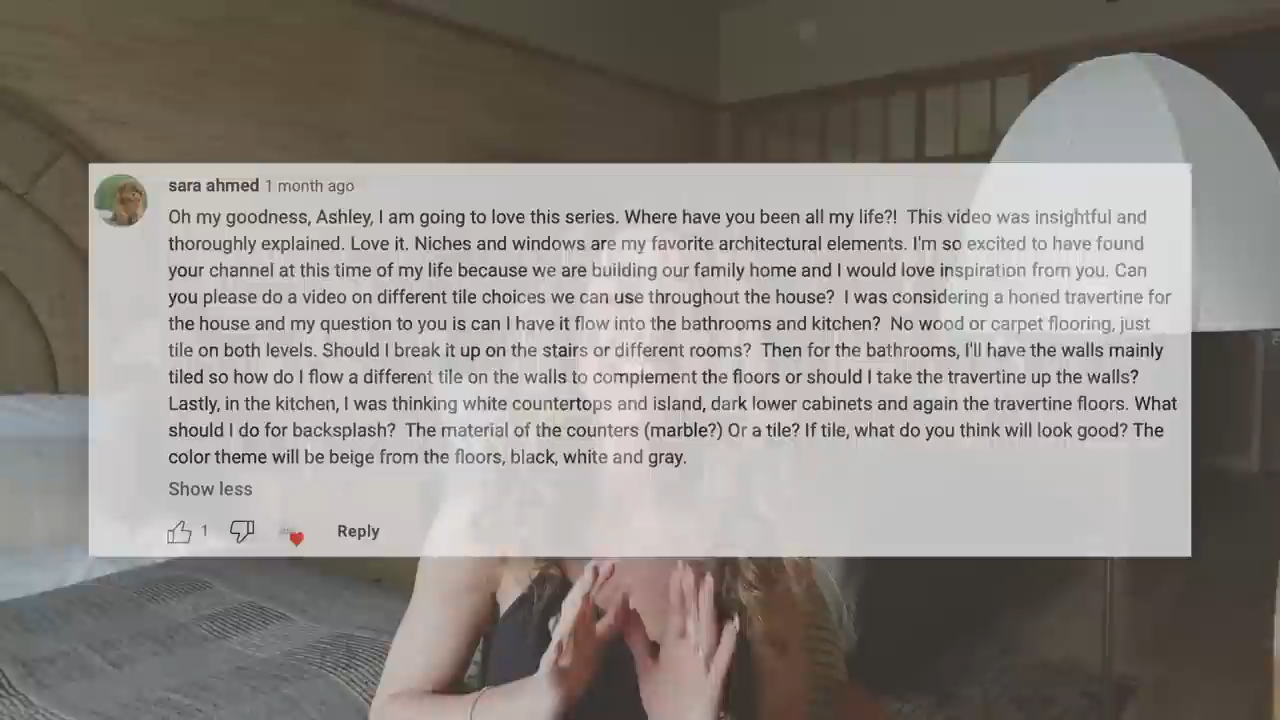 sara ahmed 1 month ago
Oh my goodness, Ashley, I am going to love this series. Where have you been all my life?! This video was insightful and
thoroughly explained. Love it. Niches and windows are my favorite architectural elements. I'm so excited to have found
your channel at this time of my life because we are building our family home and I would love inspiration from you. Can
you please do a video on different tile choices we can use throughout the house? I was considering a honed travertine for
the house and my question to you is can I have it flow into the bathrooms and kitchen? No wood or carpet flooring, just
tile on both levels. Should I break it up on the stairs or different rooms? Then for the bathrooms, I'll have the walls mainly
tiled so how do I flow a different tile on the walls to complement the floors or should I take the travertine up the walls?
Lastly, in the kitchen, I was thinking white countertops and island, dark lower cabinets and again the travertine floors. What
should I do for backsplash? The material of the counters (marble?) Or a tile? If tile, what do you think will look good? The
color theme will be beige from the floors, black, white and gray.
Show less
1 Reply